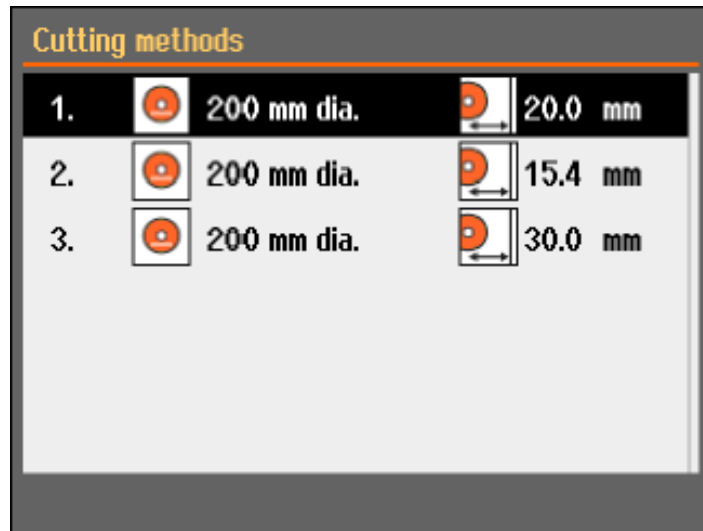 Cutting methods
1. 200 mm dia. 20.0 mm
2. 200 mm dia. 15.4 mm
3. 200 mm dia. 30.0 mm